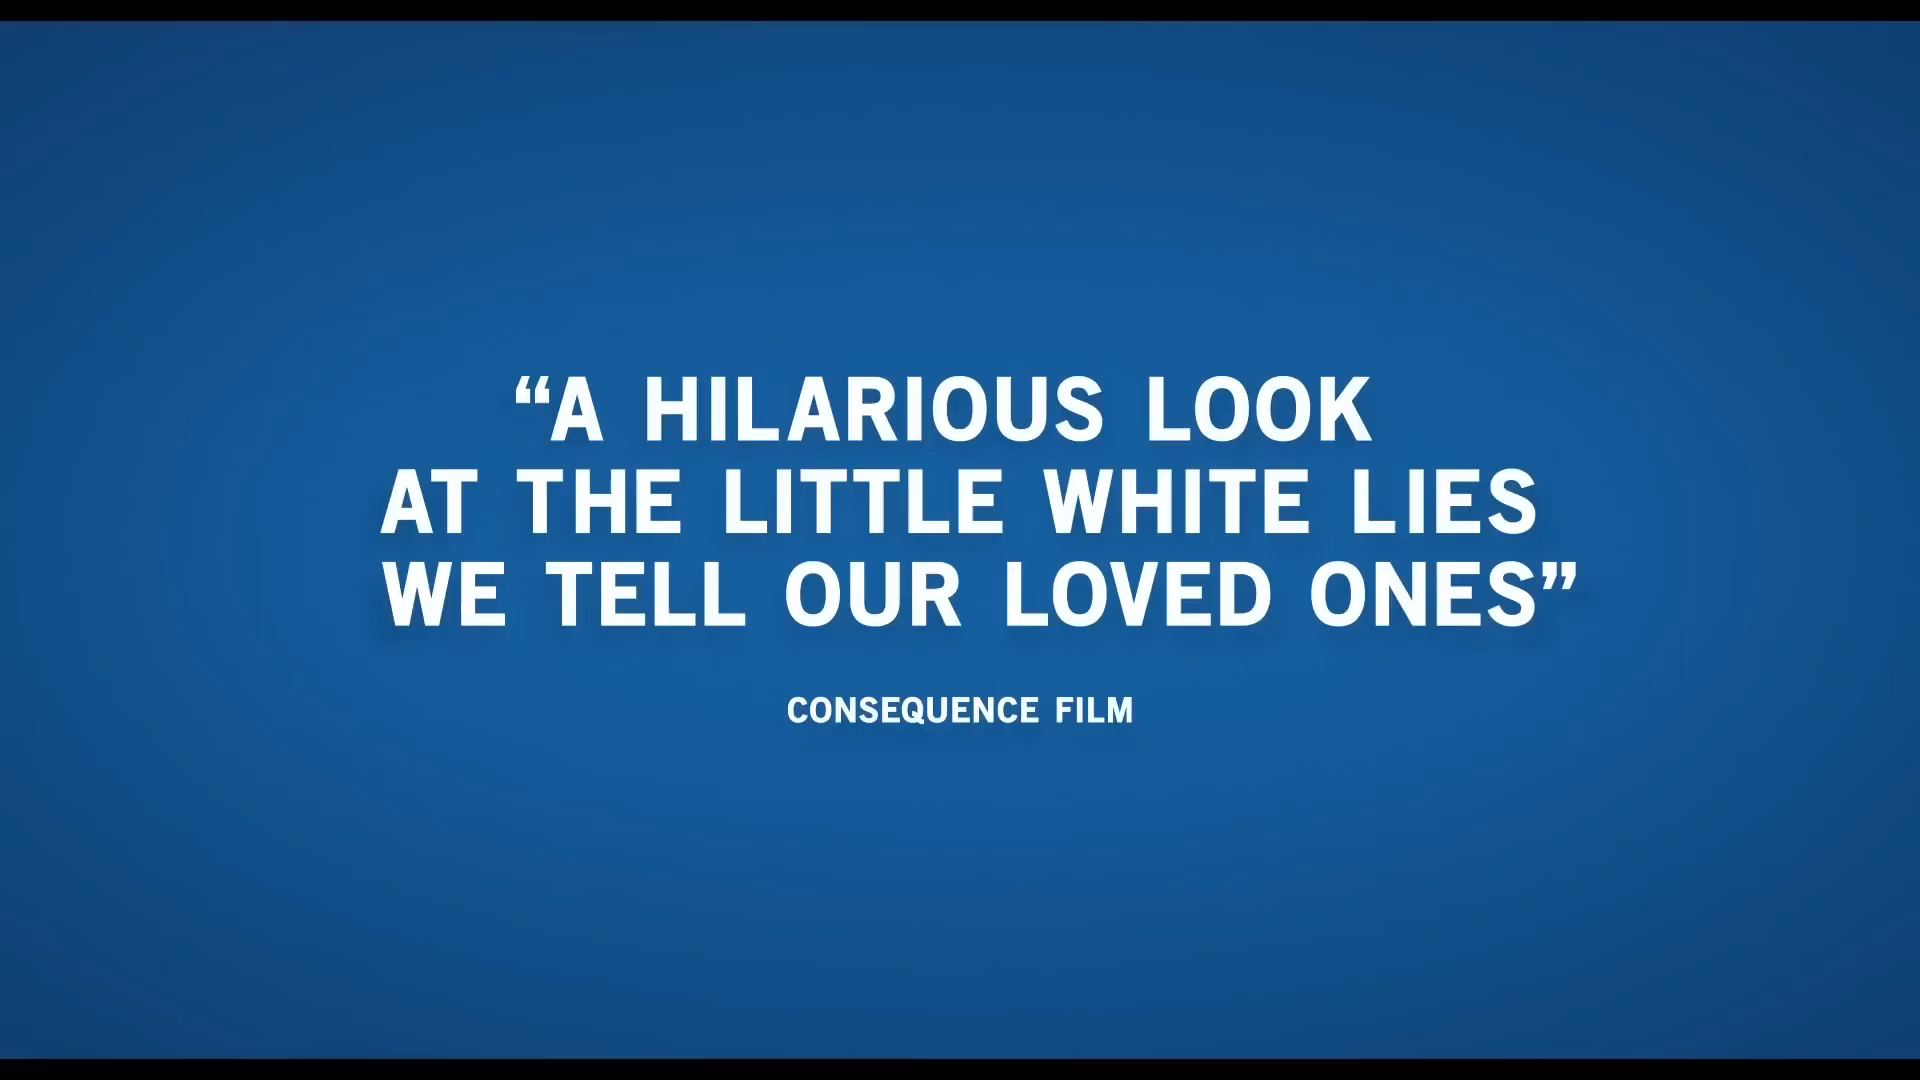 “A HILARIOUS LOOK
AT THE LITTLE WHITE LIES
WE TELL OUR LOVED ONES”
CONSEQUENCE FILM